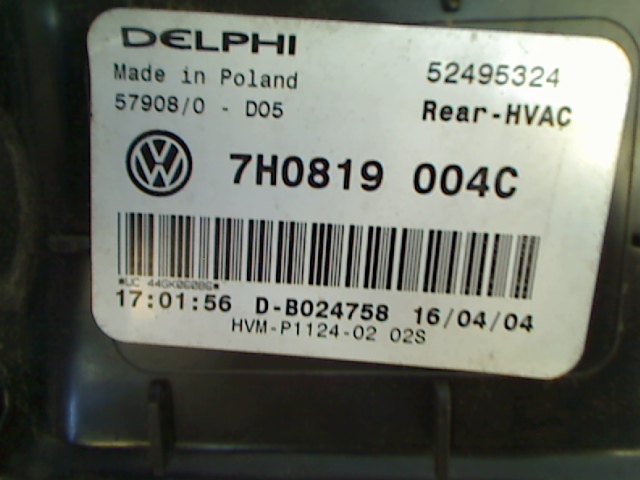 DELPHI
Made in Poland 52495324
57908/0 - D05 Rear-HVAC
VW 7H0819 004C
17:01:56 D-B024758 16/04/04
HVM-P1124-02 02S